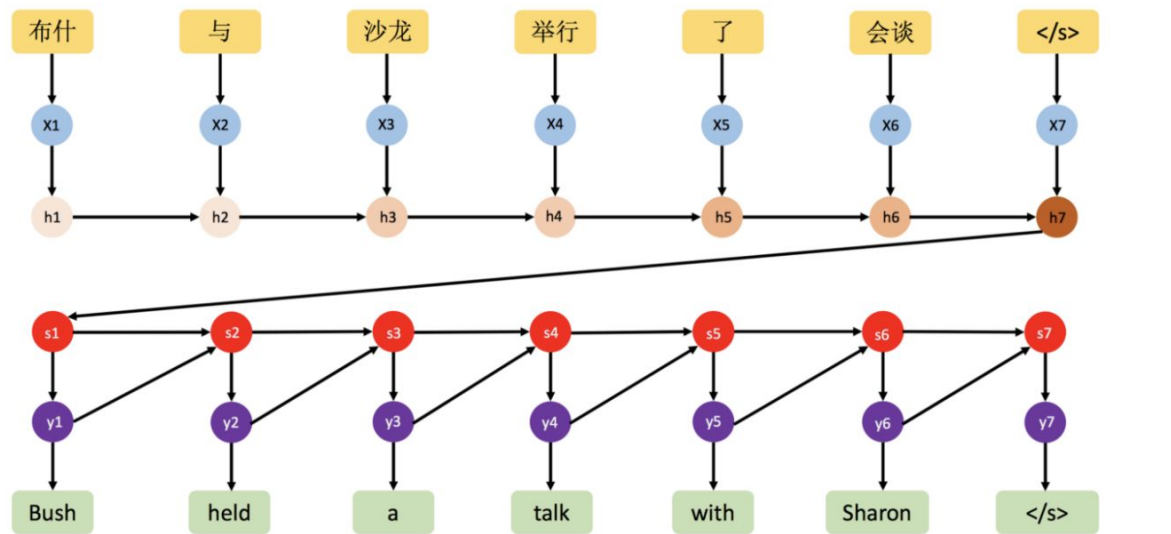 布什 与 沙龙 举行 了 会谈 </s>
X1 X2 X3 X4 X5 X6 X7
h1 h2 h3 h4 h5 h6 h7
s1 s2 s3 s4 s5 s6 s7
y1 y2 y3 y4 y5 y6 y7
Bush held a talk with Sharon </s>